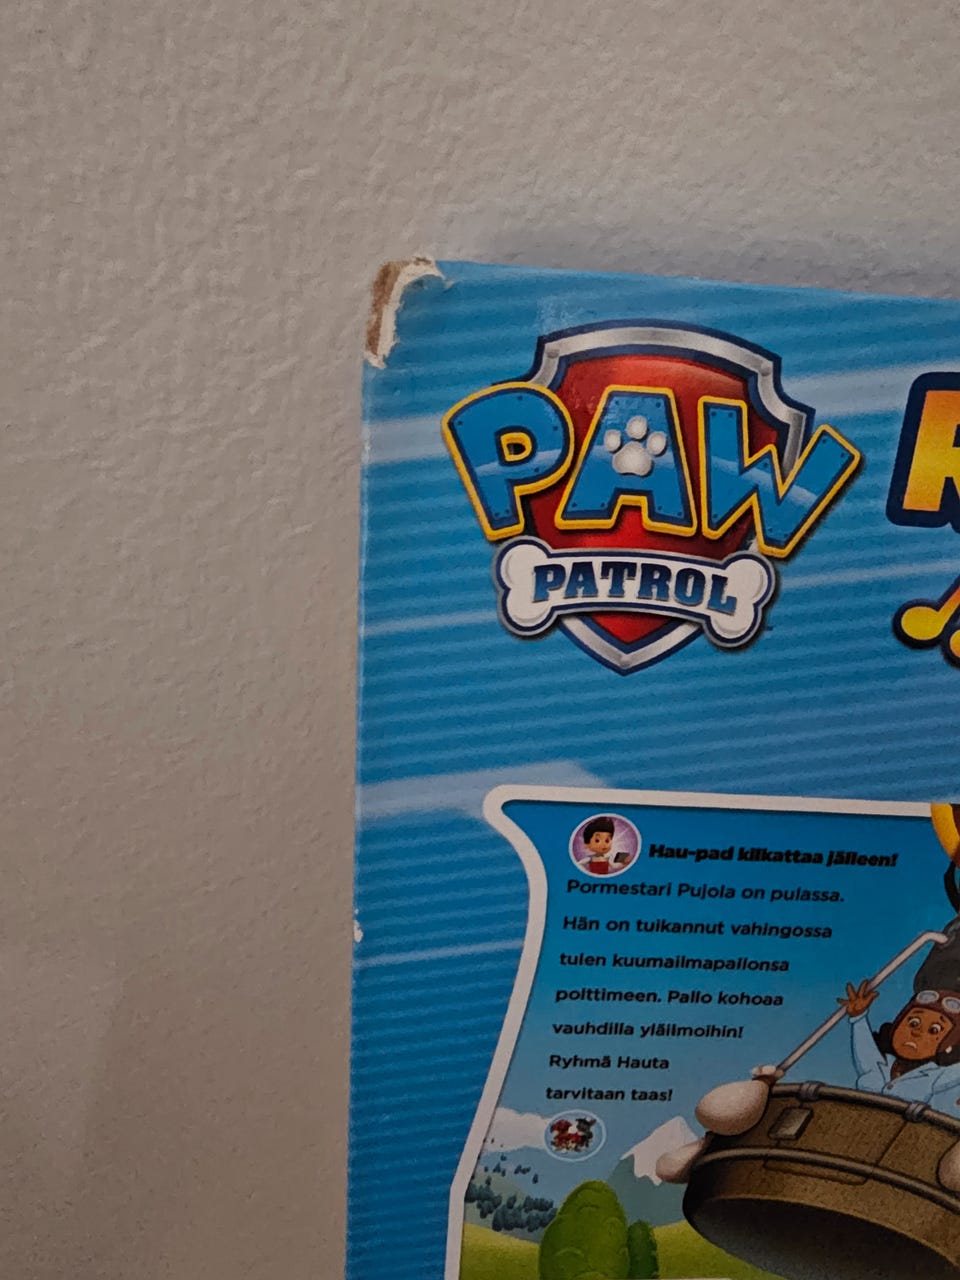 PAW
PATROL
R
Hau-pad kilkattaa jälleen!
Pormestari Pujola on pulassa.
Hän on tuikannut vahingossa
tulen kuumailmapallonsa
polttimeen. Pallo kohoaa
vauhdilla yläilmoihin!
Ryhmä Hauta
tarvitaan taas!